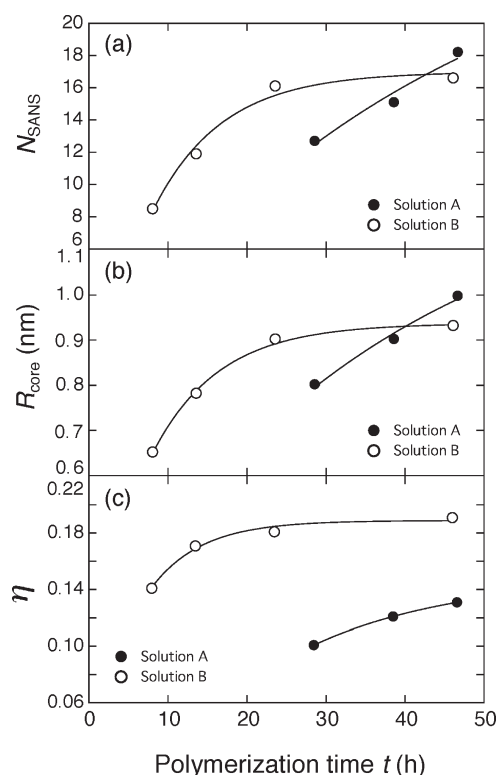 20
18
16
14
12
10
8
6
N_SANS
(a)
Solution A
Solution B
1.1
1.0
0.9
0.8
0.7
0.6
R_core (nm)
(b)
Solution A
Solution B
0.22
0.18
0.14
0.10
0.06
η
(c)
Solution A
Solution B
0 10 20 30 40 50
Polymerization time t (h)